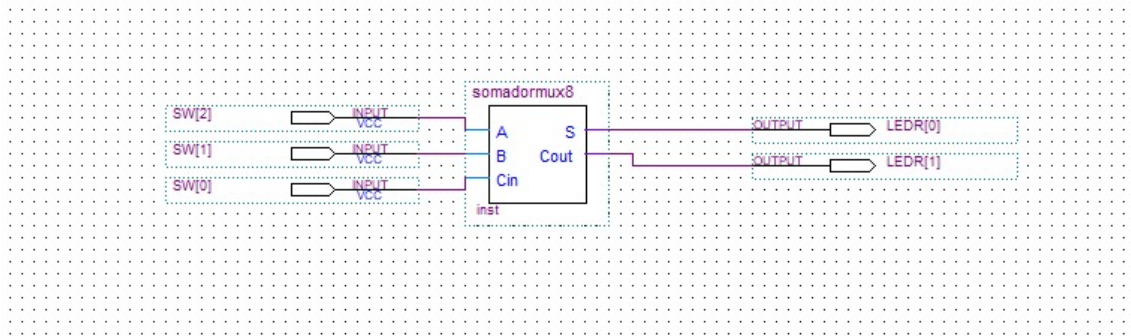 somadormux8
SW[2] INPUT VCC
SW[1] INPUT VCC
SW[0] INPUT VCC
A S
B Cout
Cin
inst
OUTPUT LEDR[0]
OUTPUT LEDR[1]